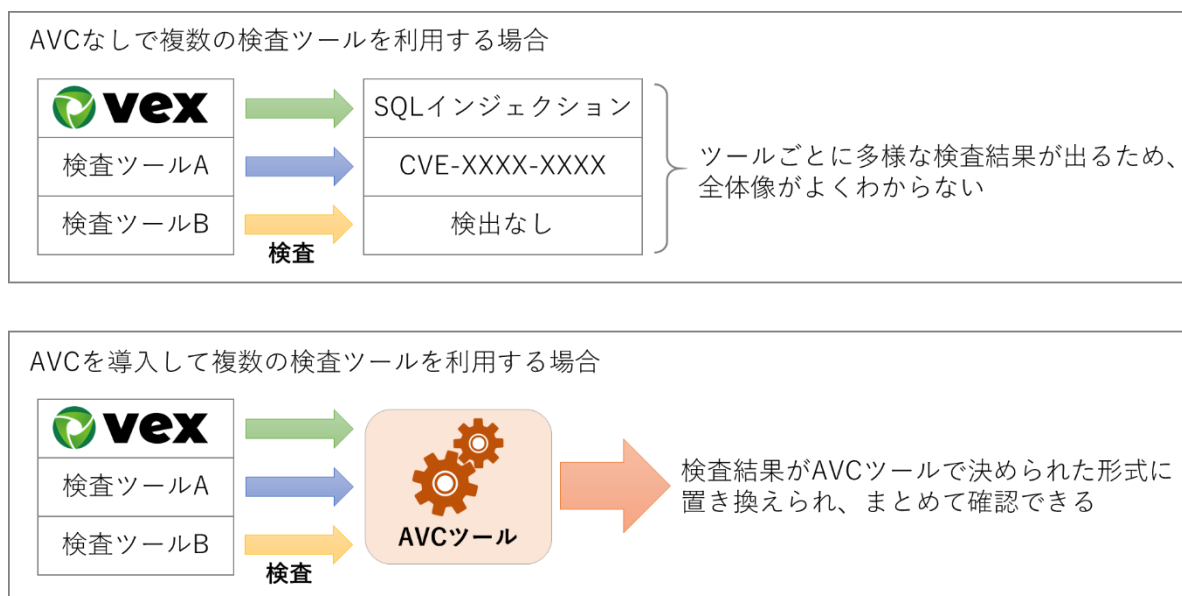 AVCなしで複数の検査ツールを利用する場合
vex
SQLインジェクション
検査ツールA
CVE-XXXX-XXXX
検査ツールB
検出なし
検査
ツールごとに多様な検査結果が出るため、
全体像がよくわからない
AVCを導入して複数の検査ツールを利用する場合
vex
検査ツールA
検査ツールB
検査
AVCツール
検査結果がAVCツールで決められた形式に
置き換えられ、まとめて確認できる